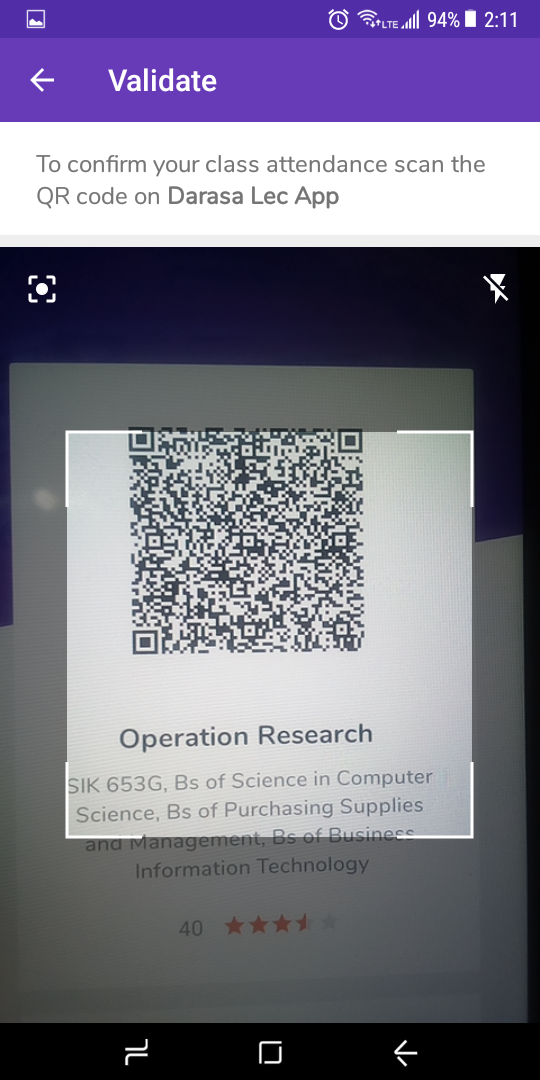 LTE 94% 2:11
Validate
To confirm your class attendance scan the
QR code on Darasa Lec App
Operation Research
SIK 653G, Bs of Science in Computer
Science, Bs of Purchasing Supplies
and Management, Bs of Business
Information Technology
40